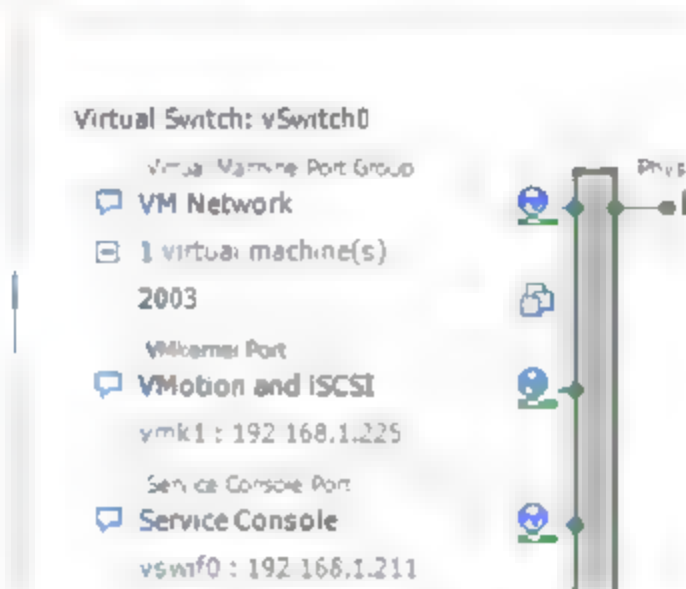 Virtual Switch: vSwitch0
Virtual Machine Port Group
Phys
VM Network
1 virtual machine(s)
2003
VMkernel Port
VMotion and iSCSI
vmk1 : 192.168.1.225
Service Console Port
Service Console
vswif0 : 192.168.1.211